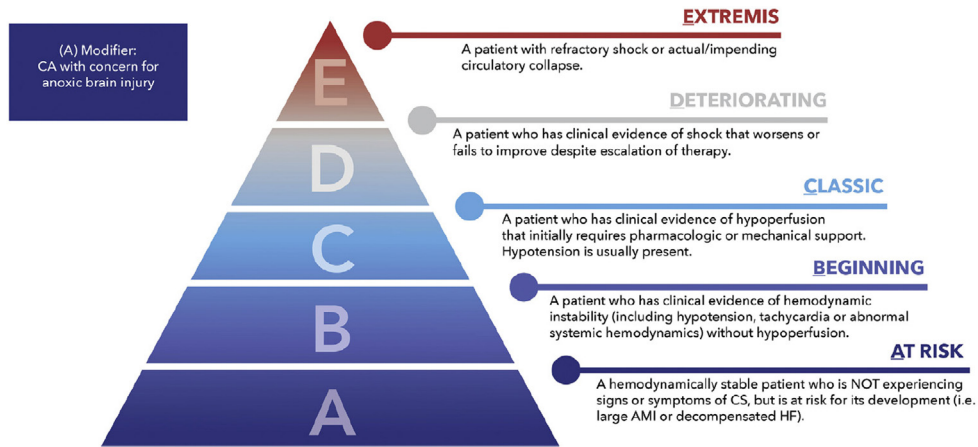 (A) Modifier:
CA with concern for
anoxic brain injury
E
EXTREMIS
A patient with refractory shock or actual/impending
circulatory collapse.
D
DETERIORATING
A patient who has clinical evidence of shock that worsens or
fails to improve despite escalation of therapy.
C
CLASSIC
A patient who has clinical evidence of hypoperfusion
that initially requires pharmacologic or mechanical support.
Hypotension is usually present.
B
BEGINNING
A patient who has clinical evidence of hemodynamic
instability (including hypotension, tachycardia or abnormal
systemic hemodynamics) without hypoperfusion.
A
AT RISK
A hemodynamically stable patient who is NOT experiencing
signs or symptoms of CS, but is at risk for its development (i.e.
large AMI or decompensated HF).